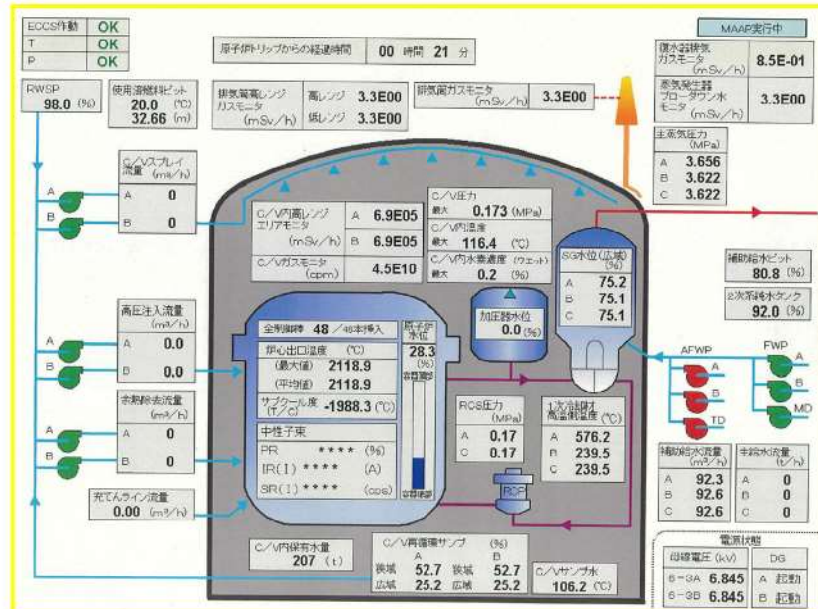 ECCS作動 OK
T OK
P OK
原子炉トリップからの経過時間 00 時間 21 分
MAAP実行中
RWSP
98.0 (%)
使用済燃料ピット
20.0 (℃)
32.66 (m)
排気筒高レンジ
ガスモニタ
(mSv/h)
高レンジ 3.3E00
低レンジ 3.3E00
排気筒ガスモニタ
(mSv/h)
3.3E00
復水器排気
ガスモニタ
(mSv/h)
8.5E-01
蒸気発生器
ブローダウン水
モニタ
(mSv/h)
3.3E00
主蒸気圧力
(MPa)
A 3.656
B 3.622
C 3.622
C/Vスプレイ
流量
(m³/h)
A 0
B 0
A
B
C/V内高レンジ
エリアモニタ
(mSv/h)
A 6.9E05
B 6.9E05
C/Vガスモニタ
(cpm)
4.5E10
C/V圧力
最大 0.173 (MPa)
C/V内温度
最大 116.4 (℃)
C/V内水素濃度 (ウエット)
最大 0.2 (%)
SG水位(広域)
(%)
A 75.2
B 75.1
C 75.1
補助給水ピット
80.8 (%)
2次系純水タンク
92.0 (%)
高圧注入流量
(m³/h)
A 0.0
B 0.0
A
B
全制御棒 48 /48本挿入
炉心出口温度 (℃)
(最大値) 2118.9
(平均値) 2118.9
サブクール度
(T/C) -1988.3 (℃)
原子炉
水位
28.3
(%)
容器頂部
容器底部
加圧器水位
0.0 (%)
AFWP
A
B
TD
FWP
A
B
MD
余熱除去流量
(m³/h)
A 0
B 0
A
B
中性子束
PR **** (%)
IR(I) **** (A)
SR(I) **** (cps)
RCS圧力
(MPa)
A 0.17
C 0.17
1次冷却材
高温側温度
(℃)
A 576.2
B 239.5
C 238.5
RCP
補助給水流量
(m³/h)
A 92.3
B 92.6
C 92.6
主給水流量
(t/h)
A 0
B 0
C 0
充てんライン流量
0.00 (m³/h)
C/V内保有水量
207 (t)
C/V再循環サンプ (%)
A B
狭域 52.7 狭域 52.7
広域 25.2 広域 25.2
C/Vサンプ水
106.2 (℃)
電源状態
母線電圧 (kV)
6-3A 6.845
6-3B 6.845
DG
A 起動
B 起動